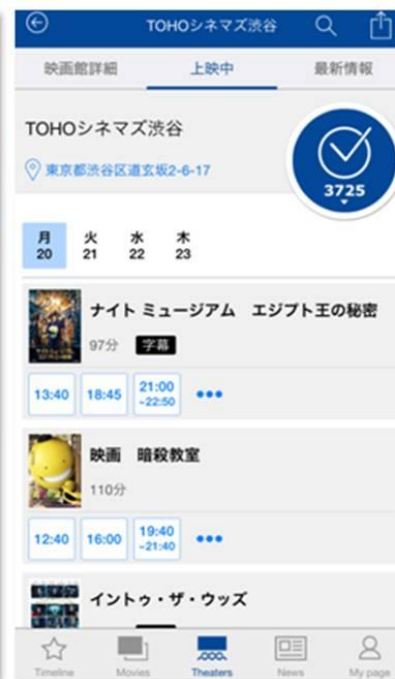 TOHOシネマズ渋谷
映画館詳細 上映中 最新情報
TOHOシネマズ渋谷
東京都渋谷区道玄坂2-6-17
3725
月 火 水 木
20 21 22 23
ナイト ミュージアム エジプト王の秘密
97分 字幕
13:40 18:45 21:00
~22:50
映画 暗殺教室
110分
12:40 16:00 19:40
~21:40
イントゥ・ザ・ウッズ
Timeline Movies Theaters News My page